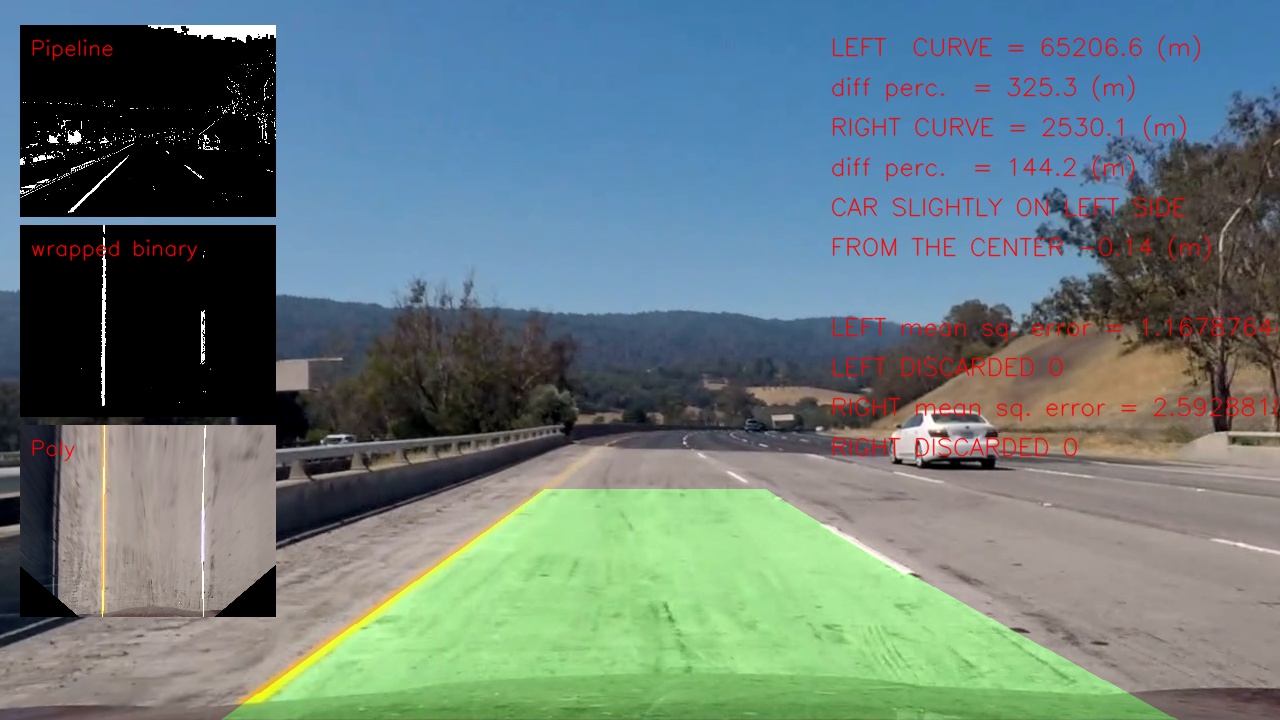 Pipeline
wrapped binary
Poly
LEFT CURVE = 65206.6 (m)
diff perc. = 325.3 (m)
RIGHT CURVE = 2530.1 (m)
diff perc. = 144.2 (m)
CAR SLIGHTLY ON LEFT SIDE
FROM THE CENTER -0.14 (m)
LEFT mean sq. error = 1.1678764
LEFT DISCARDED 0
RIGHT mean sq. error = 2.592881
RIGHT DISCARDED 0